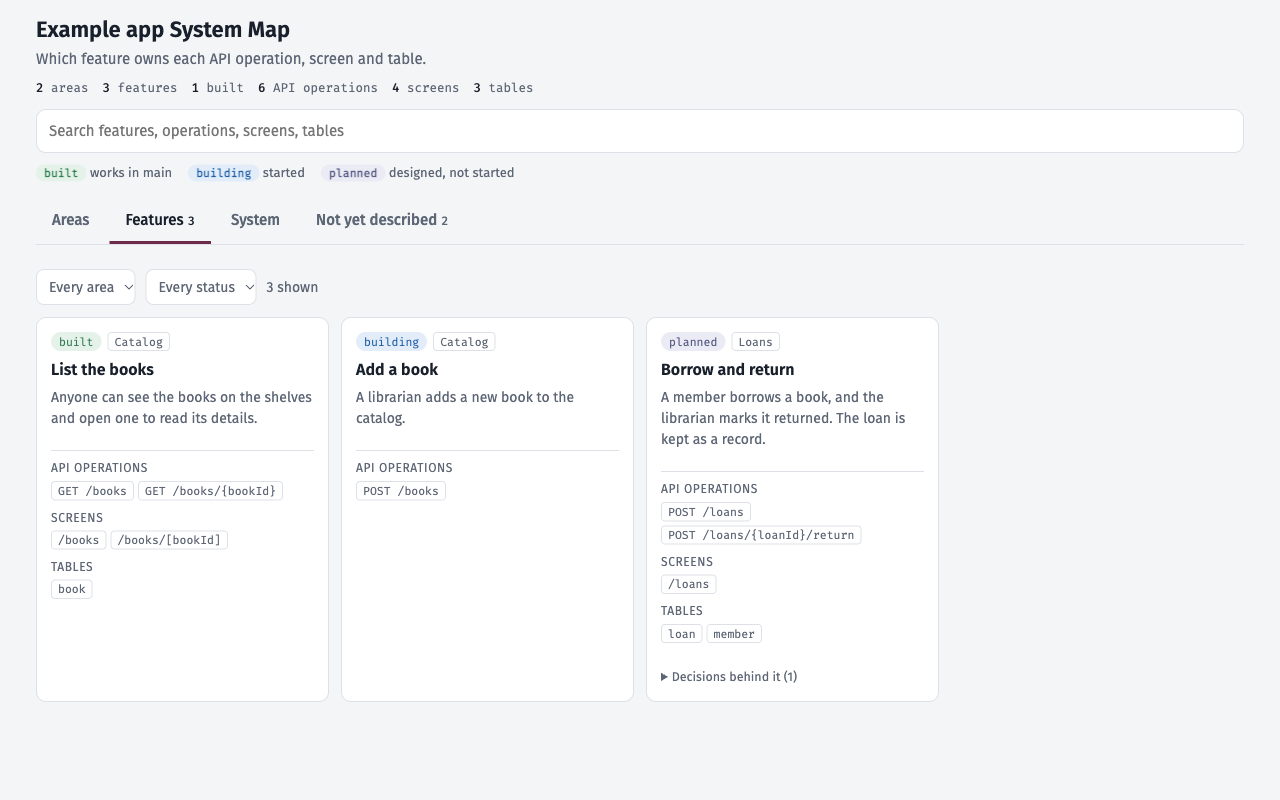 Example app System Map
Which feature owns each API operation, screen and table.
2 areas 3 features 1 built 6 API operations 4 screens 3 tables
Search features, operations, screens, tables
built works in main building started planned designed, not started
Areas Features 3 System Not yet described 2
Every area Every status 3 shown
built Catalog
List the books
Anyone can see the books on the shelves
and open one to read its details.
API OPERATIONS
GET /books GET /books/{bookId}
SCREENS
/books /books/[bookId]
TABLES
book
building Catalog
Add a book
A librarian adds a new book to the
catalog.
API OPERATIONS
POST /books
planned Loans
Borrow and return
A member borrows a book, and the
librarian marks it returned. The loan is
kept as a record.
API OPERATIONS
POST /loans
POST /loans/{loanId}/return
SCREENS
/loans
TABLES
loan member
Decisions behind it (1)